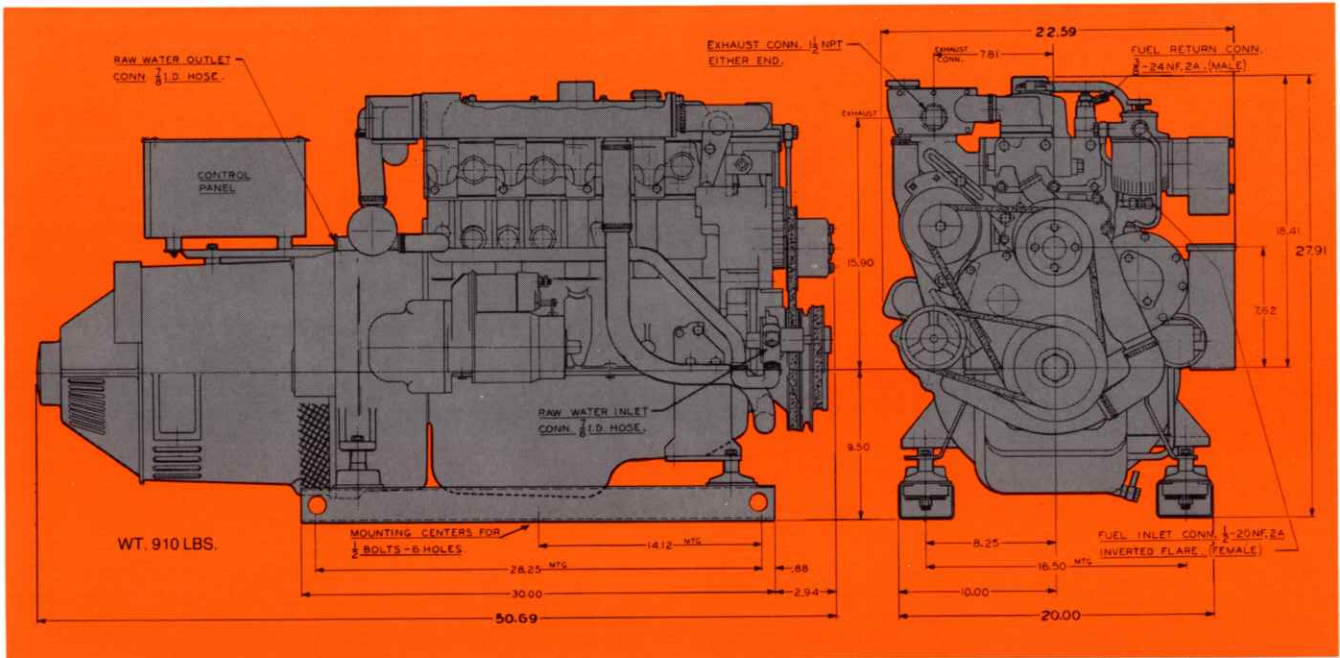 RAW WATER OUTLET
CONN. 7/8 I.D. HOSE.
CONTROL
PANEL
15.90
9.50
RAW WATER INLET
CONN. 7/8 I.D. HOSE.
MOUNTING CENTERS FOR
1/2 BOLTS - 6 HOLES.
WT. 910 LBS.
14.12 MTG
28.25 MTG
.88
30.00
2.94
50.69
EXHAUST CONN. 1 1/2 NPT
EITHER END.
22.59
EXHAUST
CONN.
7.81
FUEL RETURN CONN.
3/8-24NF.2A.(MALE)
EXHAUST
18.41
27.91
7.62
8.25
FUEL INLET CONN. 1/2-20NF.2A
INVERTED FLARE. (FEMALE)
16.50 MTG
10.00
20.00